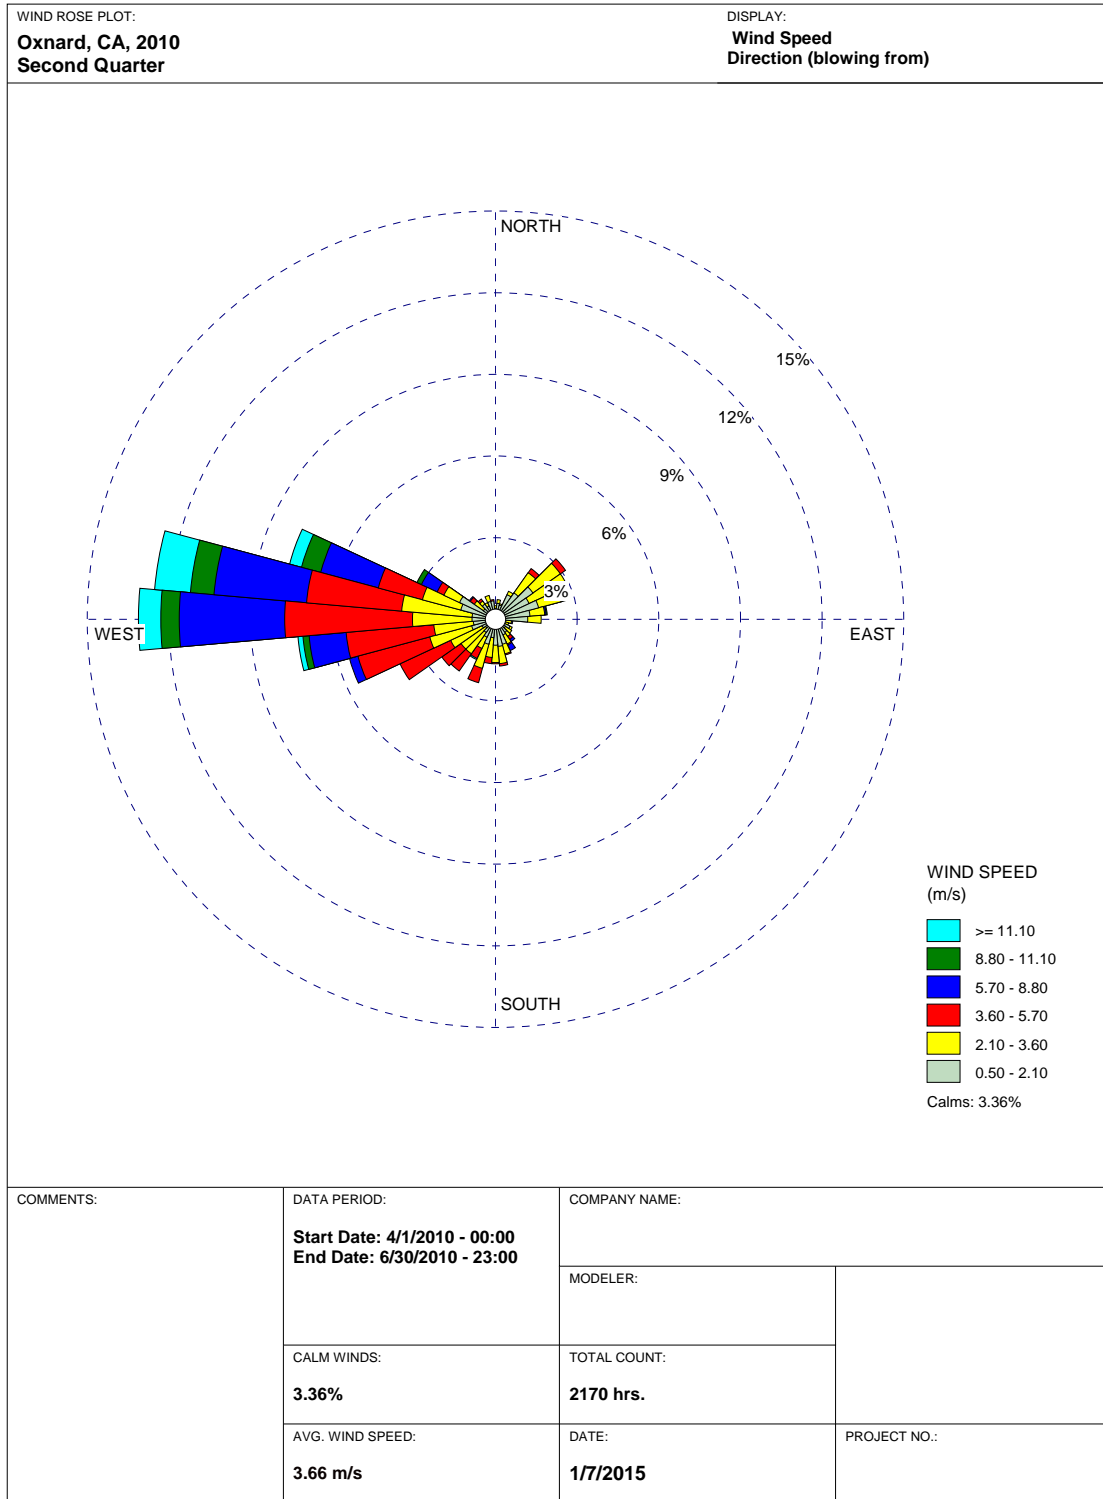 WIND ROSE PLOT:
Oxnard, CA, 2010
Second Quarter
DISPLAY:
Wind Speed
Direction (blowing from)
NORTH
15%
12%
9%
6%
3%
WEST
EAST
SOUTH
WIND SPEED
(m/s)
>= 11.10
8.80 - 11.10
5.70 - 8.80
3.60 - 5.70
2.10 - 3.60
0.50 - 2.10
Calms: 3.36%
COMMENTS:
DATA PERIOD:
Start Date: 4/1/2010 - 00:00
End Date: 6/30/2010 - 23:00
COMPANY NAME:
MODELER:
CALM WINDS:
3.36%
TOTAL COUNT:
2170 hrs.
AVG. WIND SPEED:
3.66 m/s
DATE:
1/7/2015
PROJECT NO.: